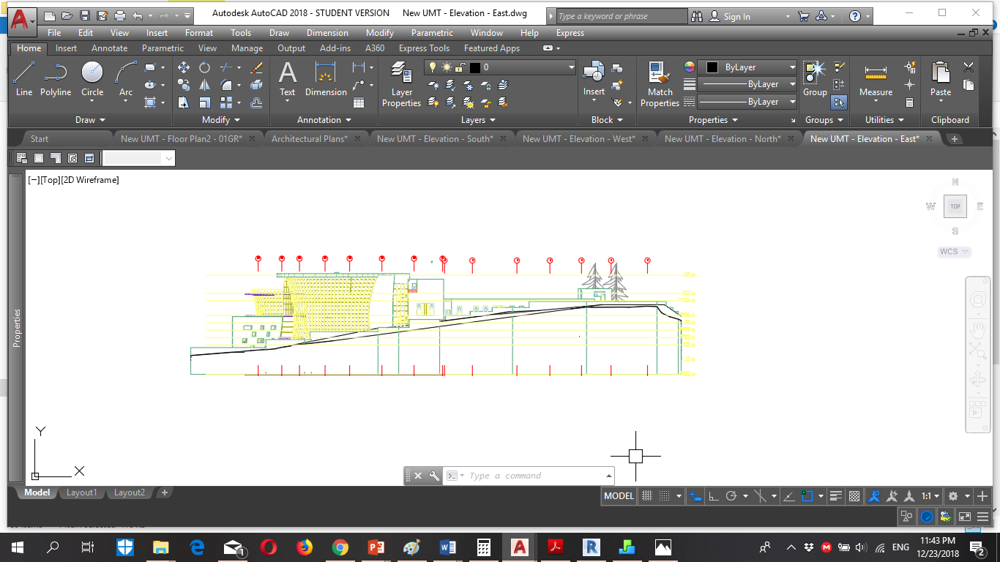 Autodesk AutoCAD 2018 - STUDENT VERSION New UMT - Elevation - East.dwg
Type a keyword or phrase
Sign In
File Edit View Insert Format Tools Draw Dimension Modify Parametric Window Help Express
Home Insert Annotate Parametric View Manage Output Add-ins A360 Express Tools Featured Apps
0
ByLayer
ByLayer
ByLayer
Line Polyline Circle Arc
Text Dimension
Layer Properties
Insert
Match Properties
Group
Measure
Paste
Draw Modify Annotation Layers Block Properties Groups Utilities Clipboard
Start New UMT - Floor Plan2 - 01GR* Architectural Plans* New UMT - Elevation - South* New UMT - Elevation - West* New UMT - Elevation - North* New UMT - Elevation - East*
[−][Top][2D Wireframe]
N
W TOP E
S
WCS
Properties
Y
X
Type a command
Model Layout1 Layout2
MODEL
1:1
1
ENG
11:43 PM
12/23/2018
2